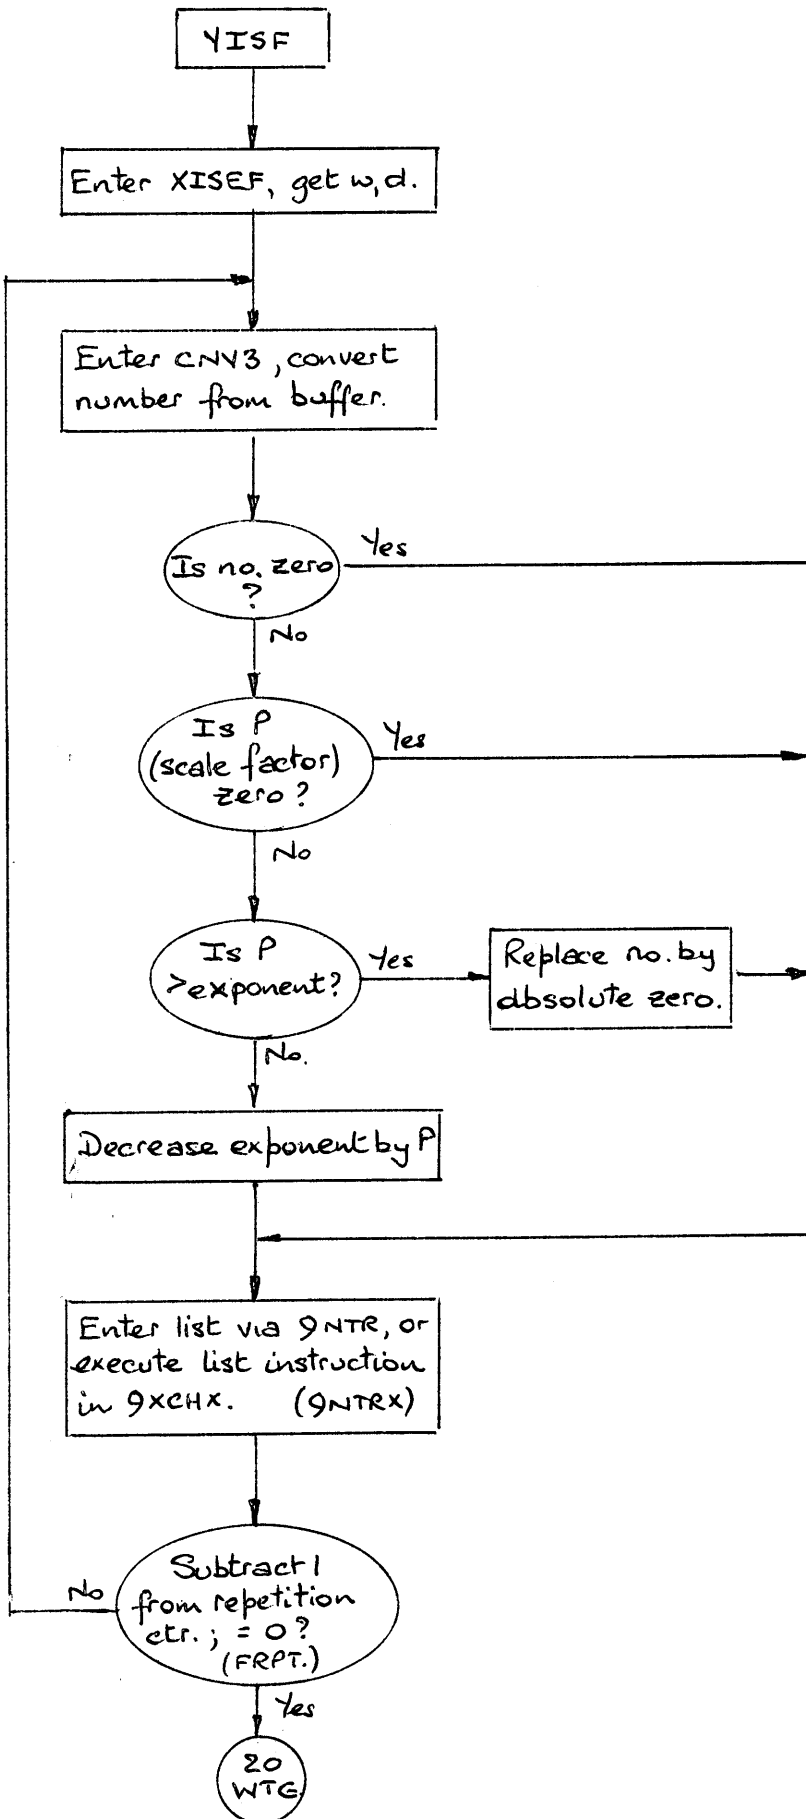 YISF
Enter XISEF, get w,d.
Enter CNV3, convert
number from buffer.
Is no. zero
?
Yes
No
Is P
(scale factor)
zero?
Yes
No
Is P
>exponent?
Yes
Replace no. by
absolute zero.
No.
Decrease exponent by P
Enter list via 9NTR, or
execute list instruction
in 9XCHX. (9NTRX)
Subtract 1
from repetition
ctr.; = 0?
(FRPT.)
No
Yes
20
WTG